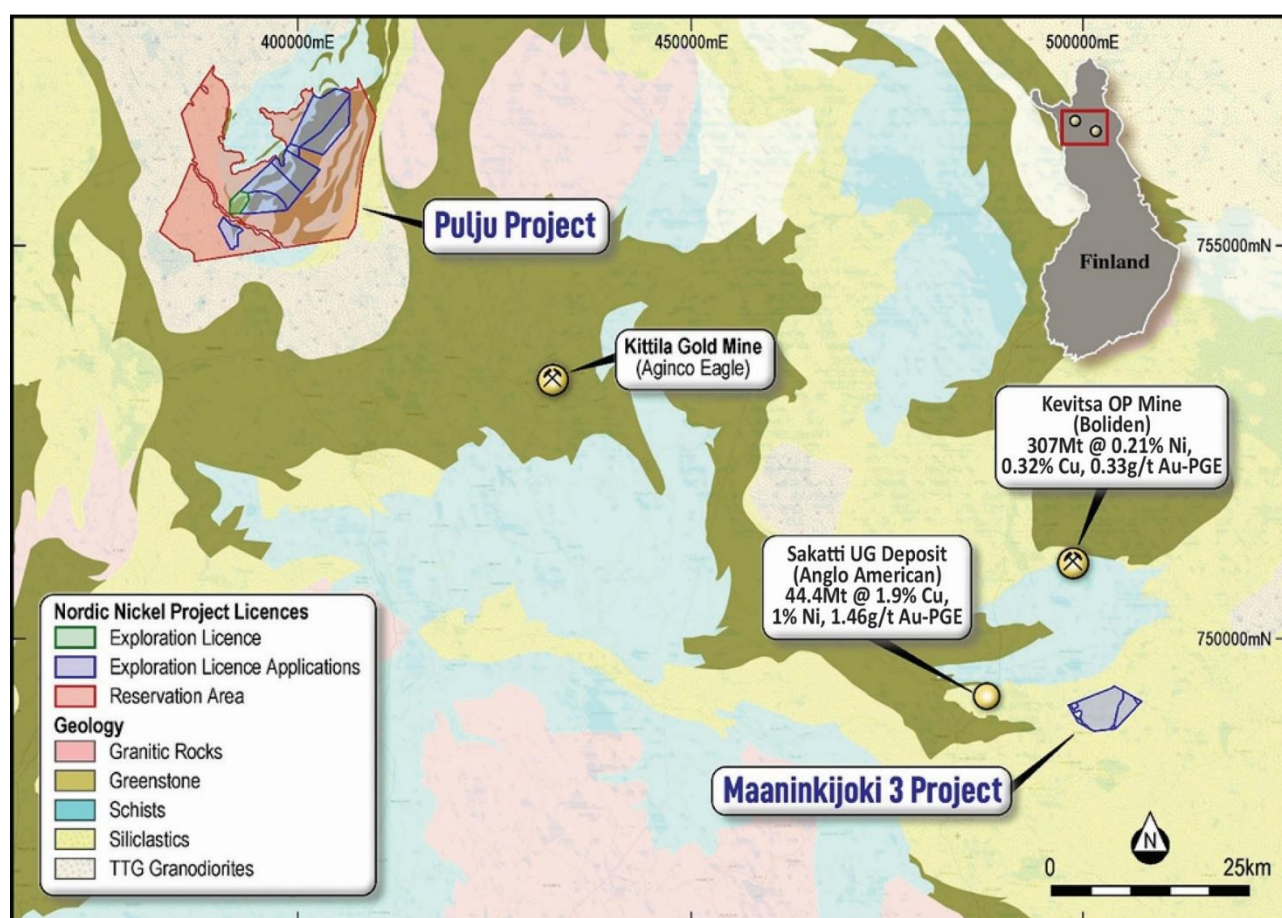 400000mE
450000mE
500000mE
Pulju Project
755000mN
Finland
Kittila Gold Mine
(Aginco Eagle)
Kevitsa OP Mine
(Boliden)
307Mt @ 0.21% Ni,
0.32% Cu, 0.33g/t Au-PGE
Sakatti UG Deposit
(Anglo American)
44.4Mt @ 1.9% Cu,
1% Ni, 1.46g/t Au-PGE
750000mN
Maaninkijoki 3 Project
Nordic Nickel Project Licences
Exploration Licence
Exploration Licence Applications
Reservation Area
Geology
Granitic Rocks
Greenstone
Schists
Siliclastics
TTG Granodiorites
N
0
25km